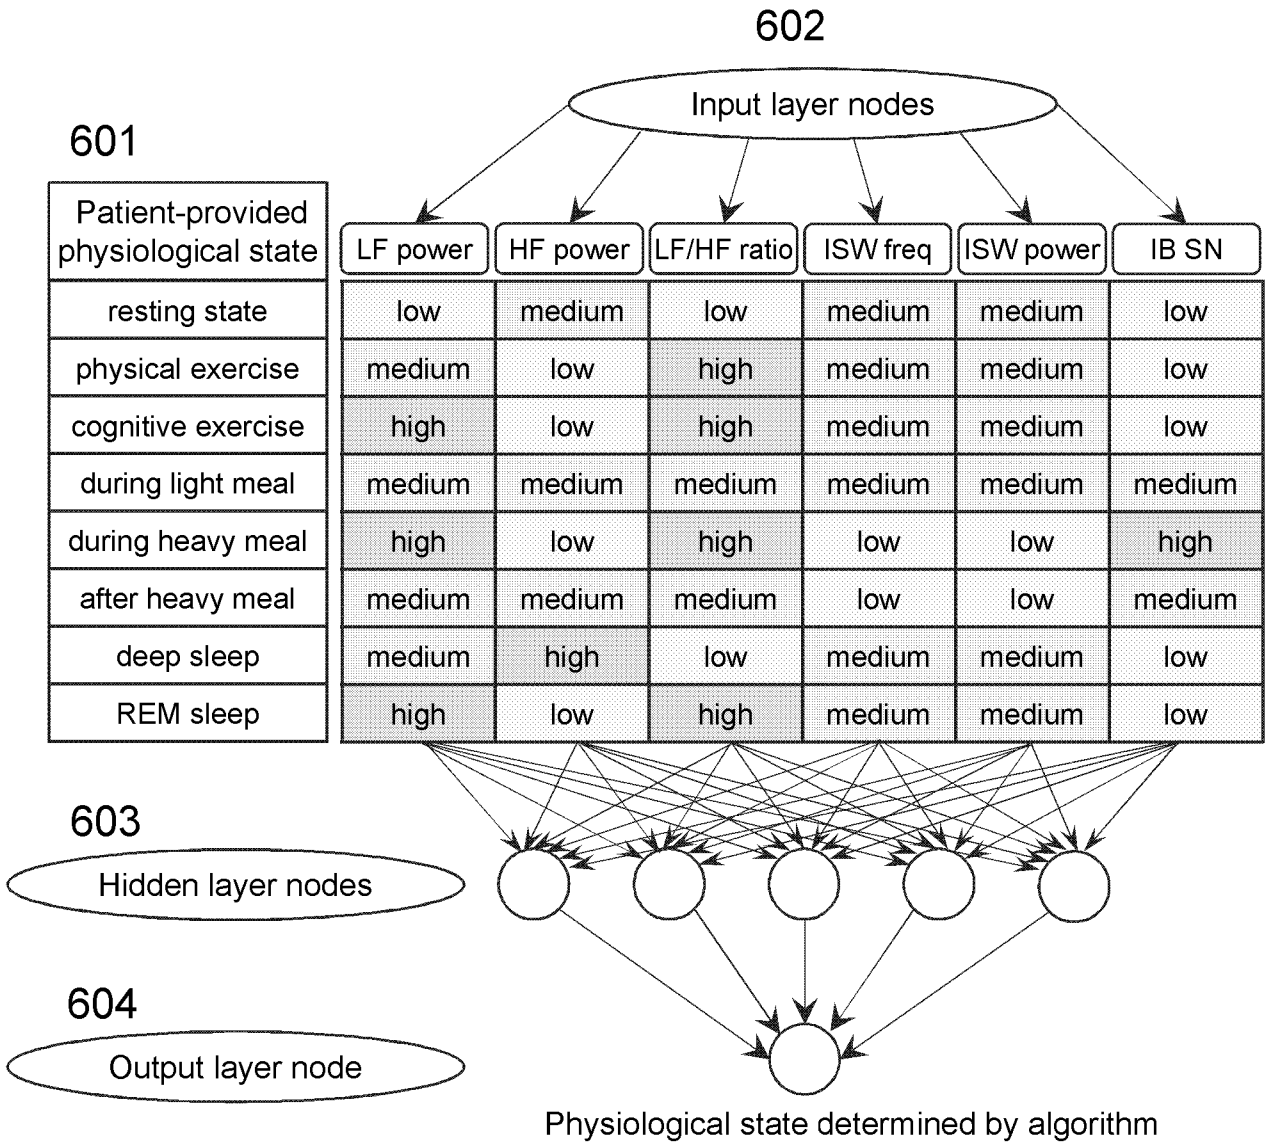 602
Input layer nodes
601
Patient-provided
physiological state
LF power HF power LF/HF ratio ISW freq ISW power IB SN
resting state low medium low medium medium low
physical exercise medium low high medium medium low
cognitive exercise high low high medium medium low
during light meal medium medium medium medium medium medium
during heavy meal high low high low low high
after heavy meal medium medium medium low low medium
deep sleep medium high low medium medium low
REM sleep high low high medium medium low
603
Hidden layer nodes
604
Output layer node
Physiological state determined by algorithm